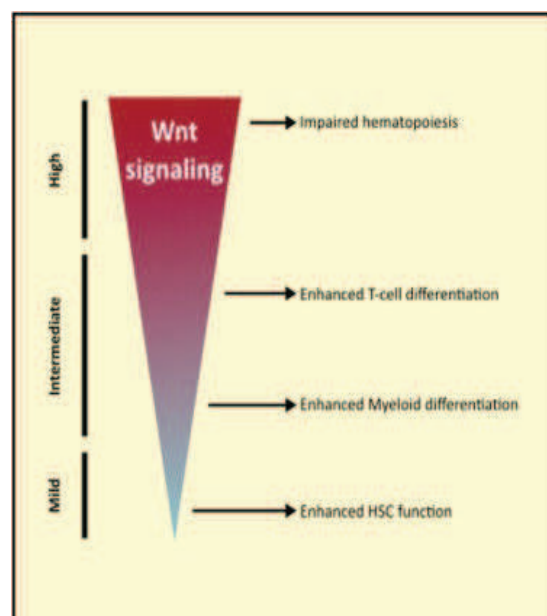 Wnt
signaling
High
Impaired hematopoiesis
Intermediate
Enhanced T-cell differentiation
Enhanced Myeloid differentiation
Mild
Enhanced HSC function